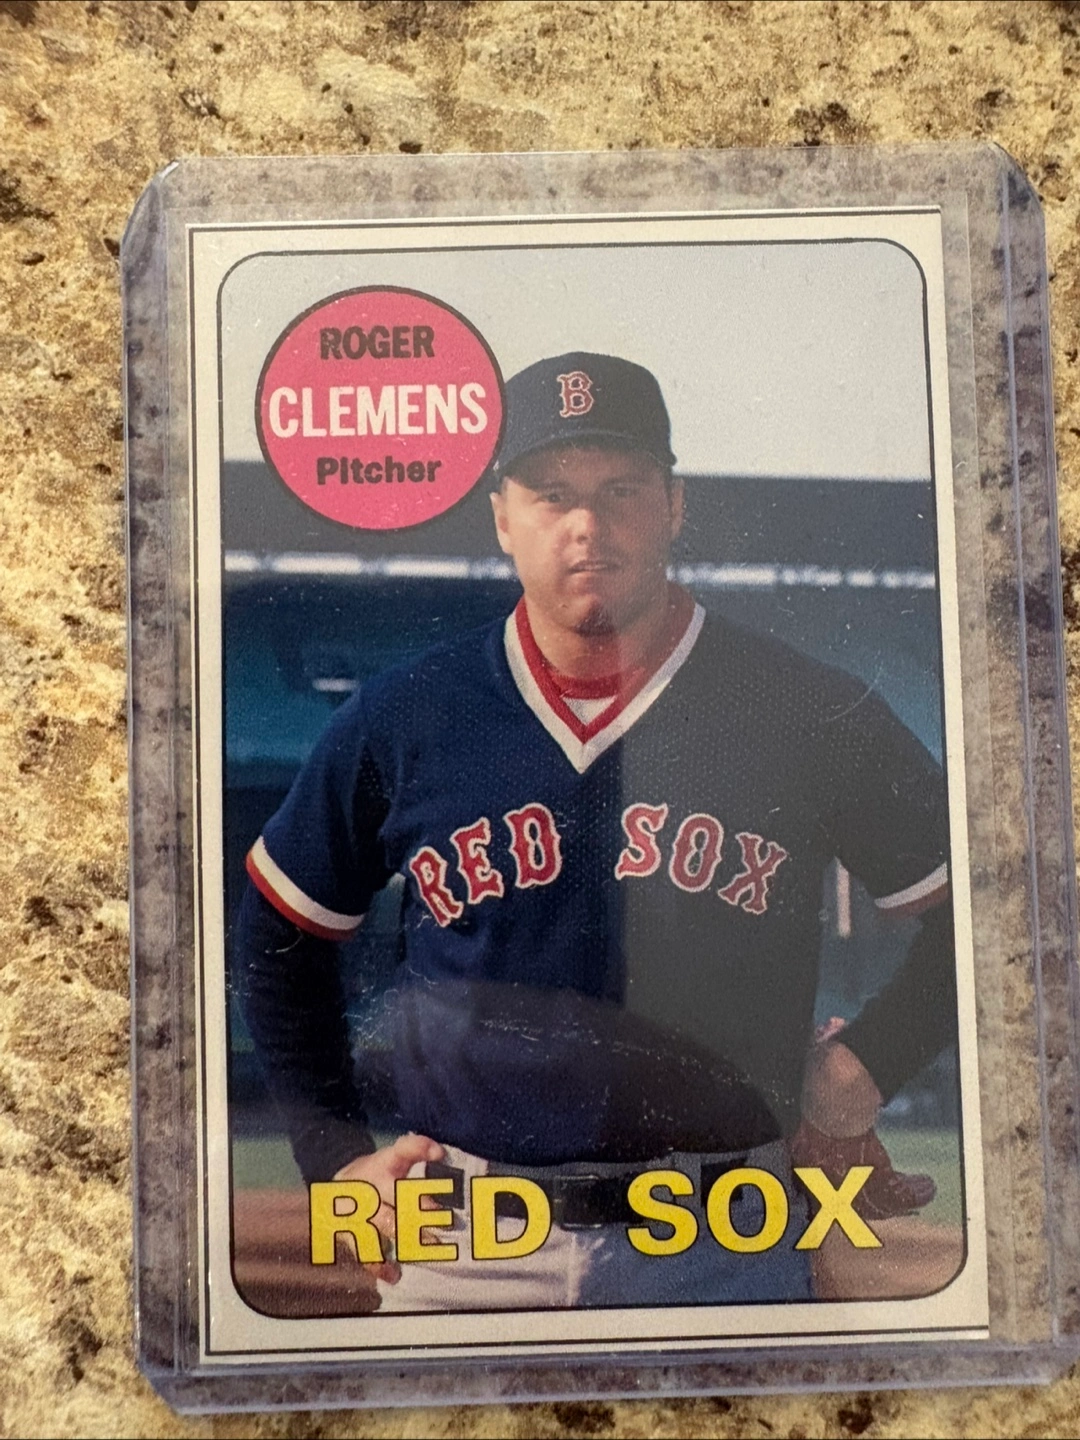 ROGER
CLEMENS
Pitcher
B
RED SOX
RED SOX